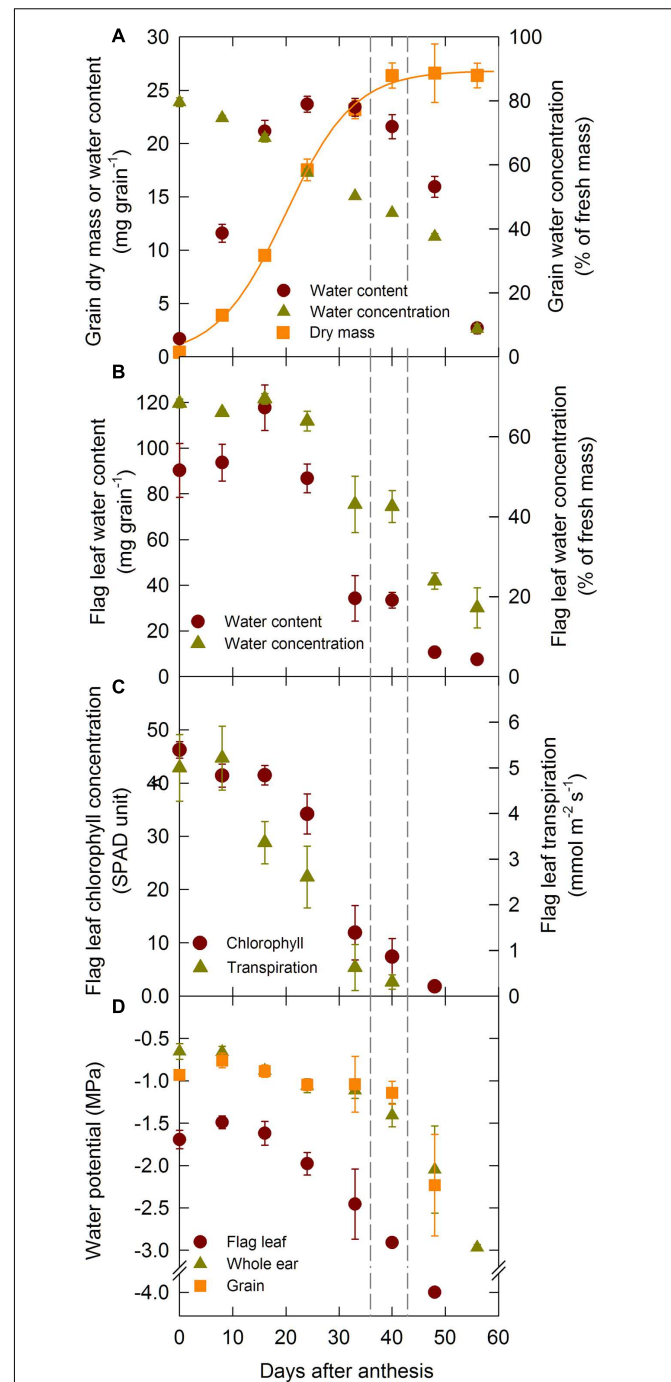 A
30
25
20
15
10
5
0
Grain dry mass or water content
(mg grain-1)
100
80
60
40
20
0
Grain water concentration
(% of fresh mass)
Water content
Water concentration
Dry mass
B
120
100
80
60
40
20
0
Flag leaf water content
(mg grain-1)
60
40
20
0
Flag leaf water concentration
(% of fresh mass)
Water content
Water concentration
C
50
40
30
20
10
0.0
Flag leaf chlorophyll concentration
(SPAD unit)
6
5
4
3
2
1
0
Flag leaf transpiration
(mmol m-2 s-1)
Chlorophyll
Transpiration
D
-0.5
-1.0
-1.5
-2.0
-2.5
-3.0
-4.0
Water potential (MPa)
Flag leaf
Whole ear
Grain
0 10 20 30 40 50 60
Days after anthesis